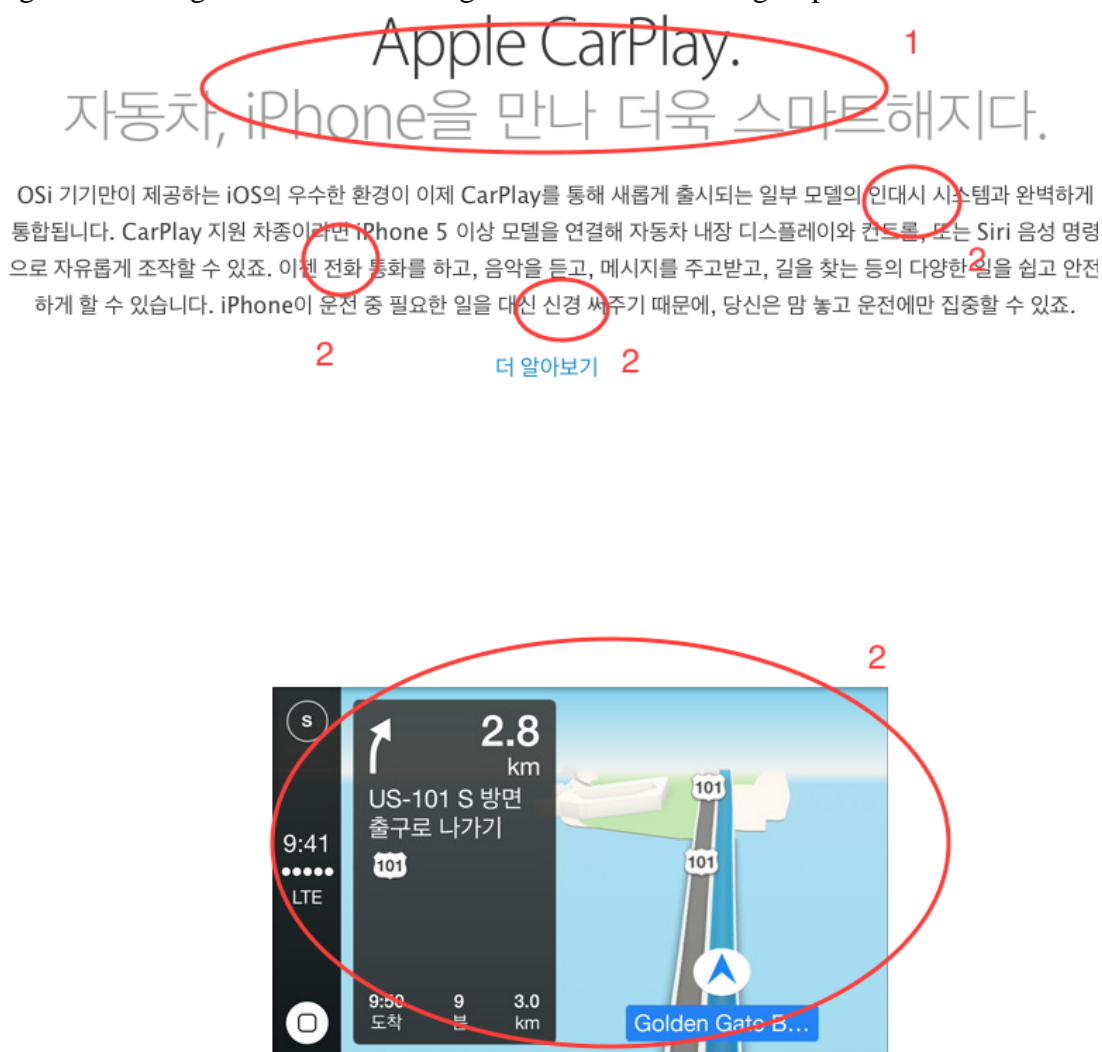 Apple CarPlay.
1
자동차, iPhone을 만나 더욱 스마트해지다.
OSi 기기만이 제공하는 iOS의 우수한 환경이 이제 CarPlay를 통해 새롭게 출시되는 일부 모델의 인대시 시스템과 완벽하게
통합됩니다. CarPlay 지원 차종이라면 iPhone 5 이상 모델을 연결해 자동차 내장 디스플레이와 컨트롤, 또는 Siri 음성 명령
으로 자유롭게 조작할 수 있죠. 이젠 전화 통화를 하고, 음악을 듣고, 메시지를 주고받고, 길을 찾는 등의 다양한 일을 쉽고 안전
2
하게 할 수 있습니다. iPhone이 운전 중 필요한 일을 대신 신경 써주기 때문에, 당신은 맘 놓고 운전에만 집중할 수 있죠.
2
더 알아보기 2
2
S
2.8
km
US-101 S 방면
출구로 나가기
101
101
101
9:41
LTE
9:50 9 3.0
도착 분 km
Golden Gate B...